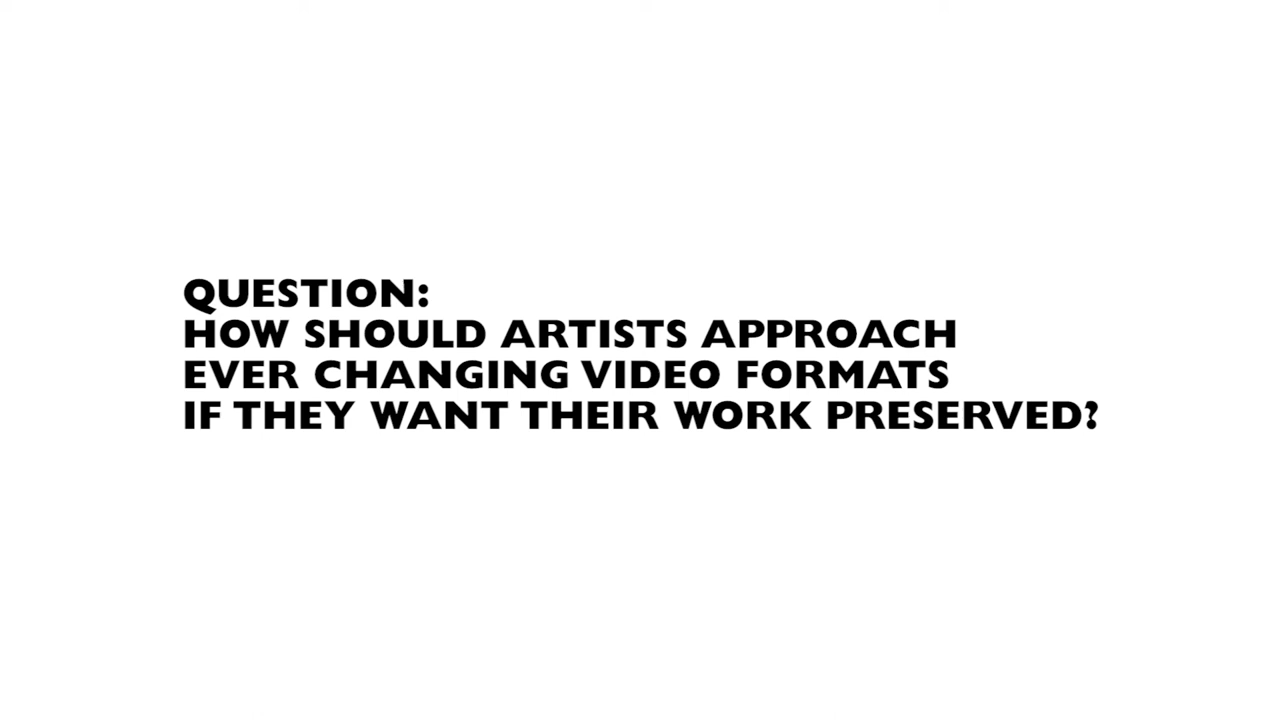 QUESTION:
HOW SHOULD ARTISTS APPROACH
EVER CHANGING VIDEO FORMATS
IF THEY WANT THEIR WORK PRESERVED?